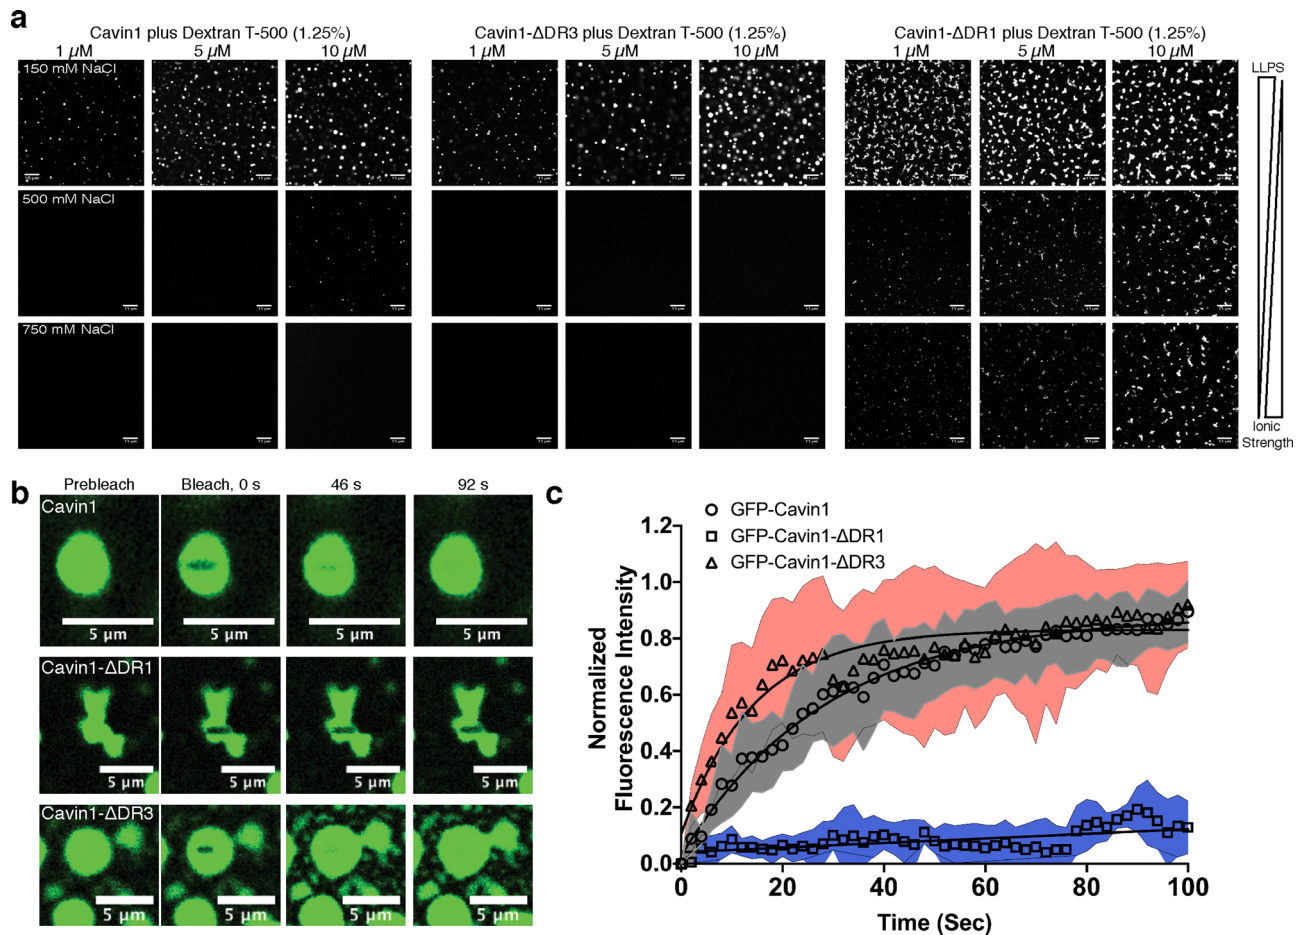 a
Cavin1 plus Dextran T-500 (1.25%)
1 µM 5 µM 10 µM
Cavin1-ΔDR3 plus Dextran T-500 (1.25%)
1 µM 5 µM 10 µM
Cavin1-ΔDR1 plus Dextran T-500 (1.25%)
1 µM 5 µM 10 µM
150 mM NaCl
LLPS
500 mM NaCl
750 mM NaCl
Ionic
Strength
b
Prebleach Bleach, 0 s 46 s 92 s
Cavin1
5 µm 5 µm 5 µm 5 µm
Cavin1-ΔDR1
5 µm 5 µm 5 µm 5 µm
Cavin1-ΔDR3
5 µm 5 µm 5 µm 5 µm
c
GFP-Cavin1
GFP-Cavin1-ΔDR1
GFP-Cavin1-ΔDR3
Normalized
Fluorescence Intensity
1.2
1.0
0.8
0.6
0.4
0.2
0.0
0 20 40 60 80 100
Time (Sec)